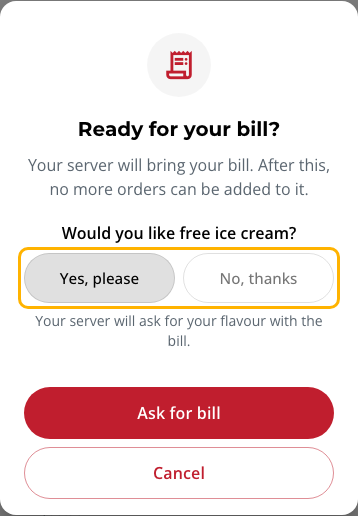 Ready for your bill?
Your server will bring your bill. After this,
no more orders can be added to it.
Would you like free ice cream?
Yes, please
No, thanks
Your server will ask for your flavour with the
bill.
Ask for bill
Cancel